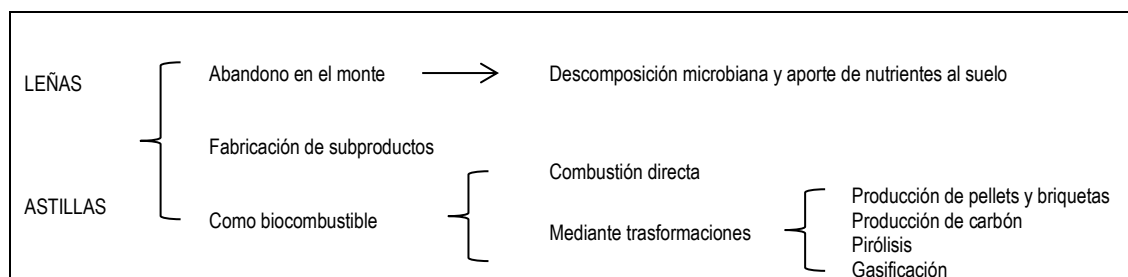 LEÑAS
Abandono en el monte
Descomposición microbiana y aporte de nutrientes al suelo
Fabricación de subproductos
ASTILLAS
Como biocombustible
Combustión directa
Mediante trasformaciones
Producción de pellets y briquetas
Producción de carbón
Pirólisis
Gasificación